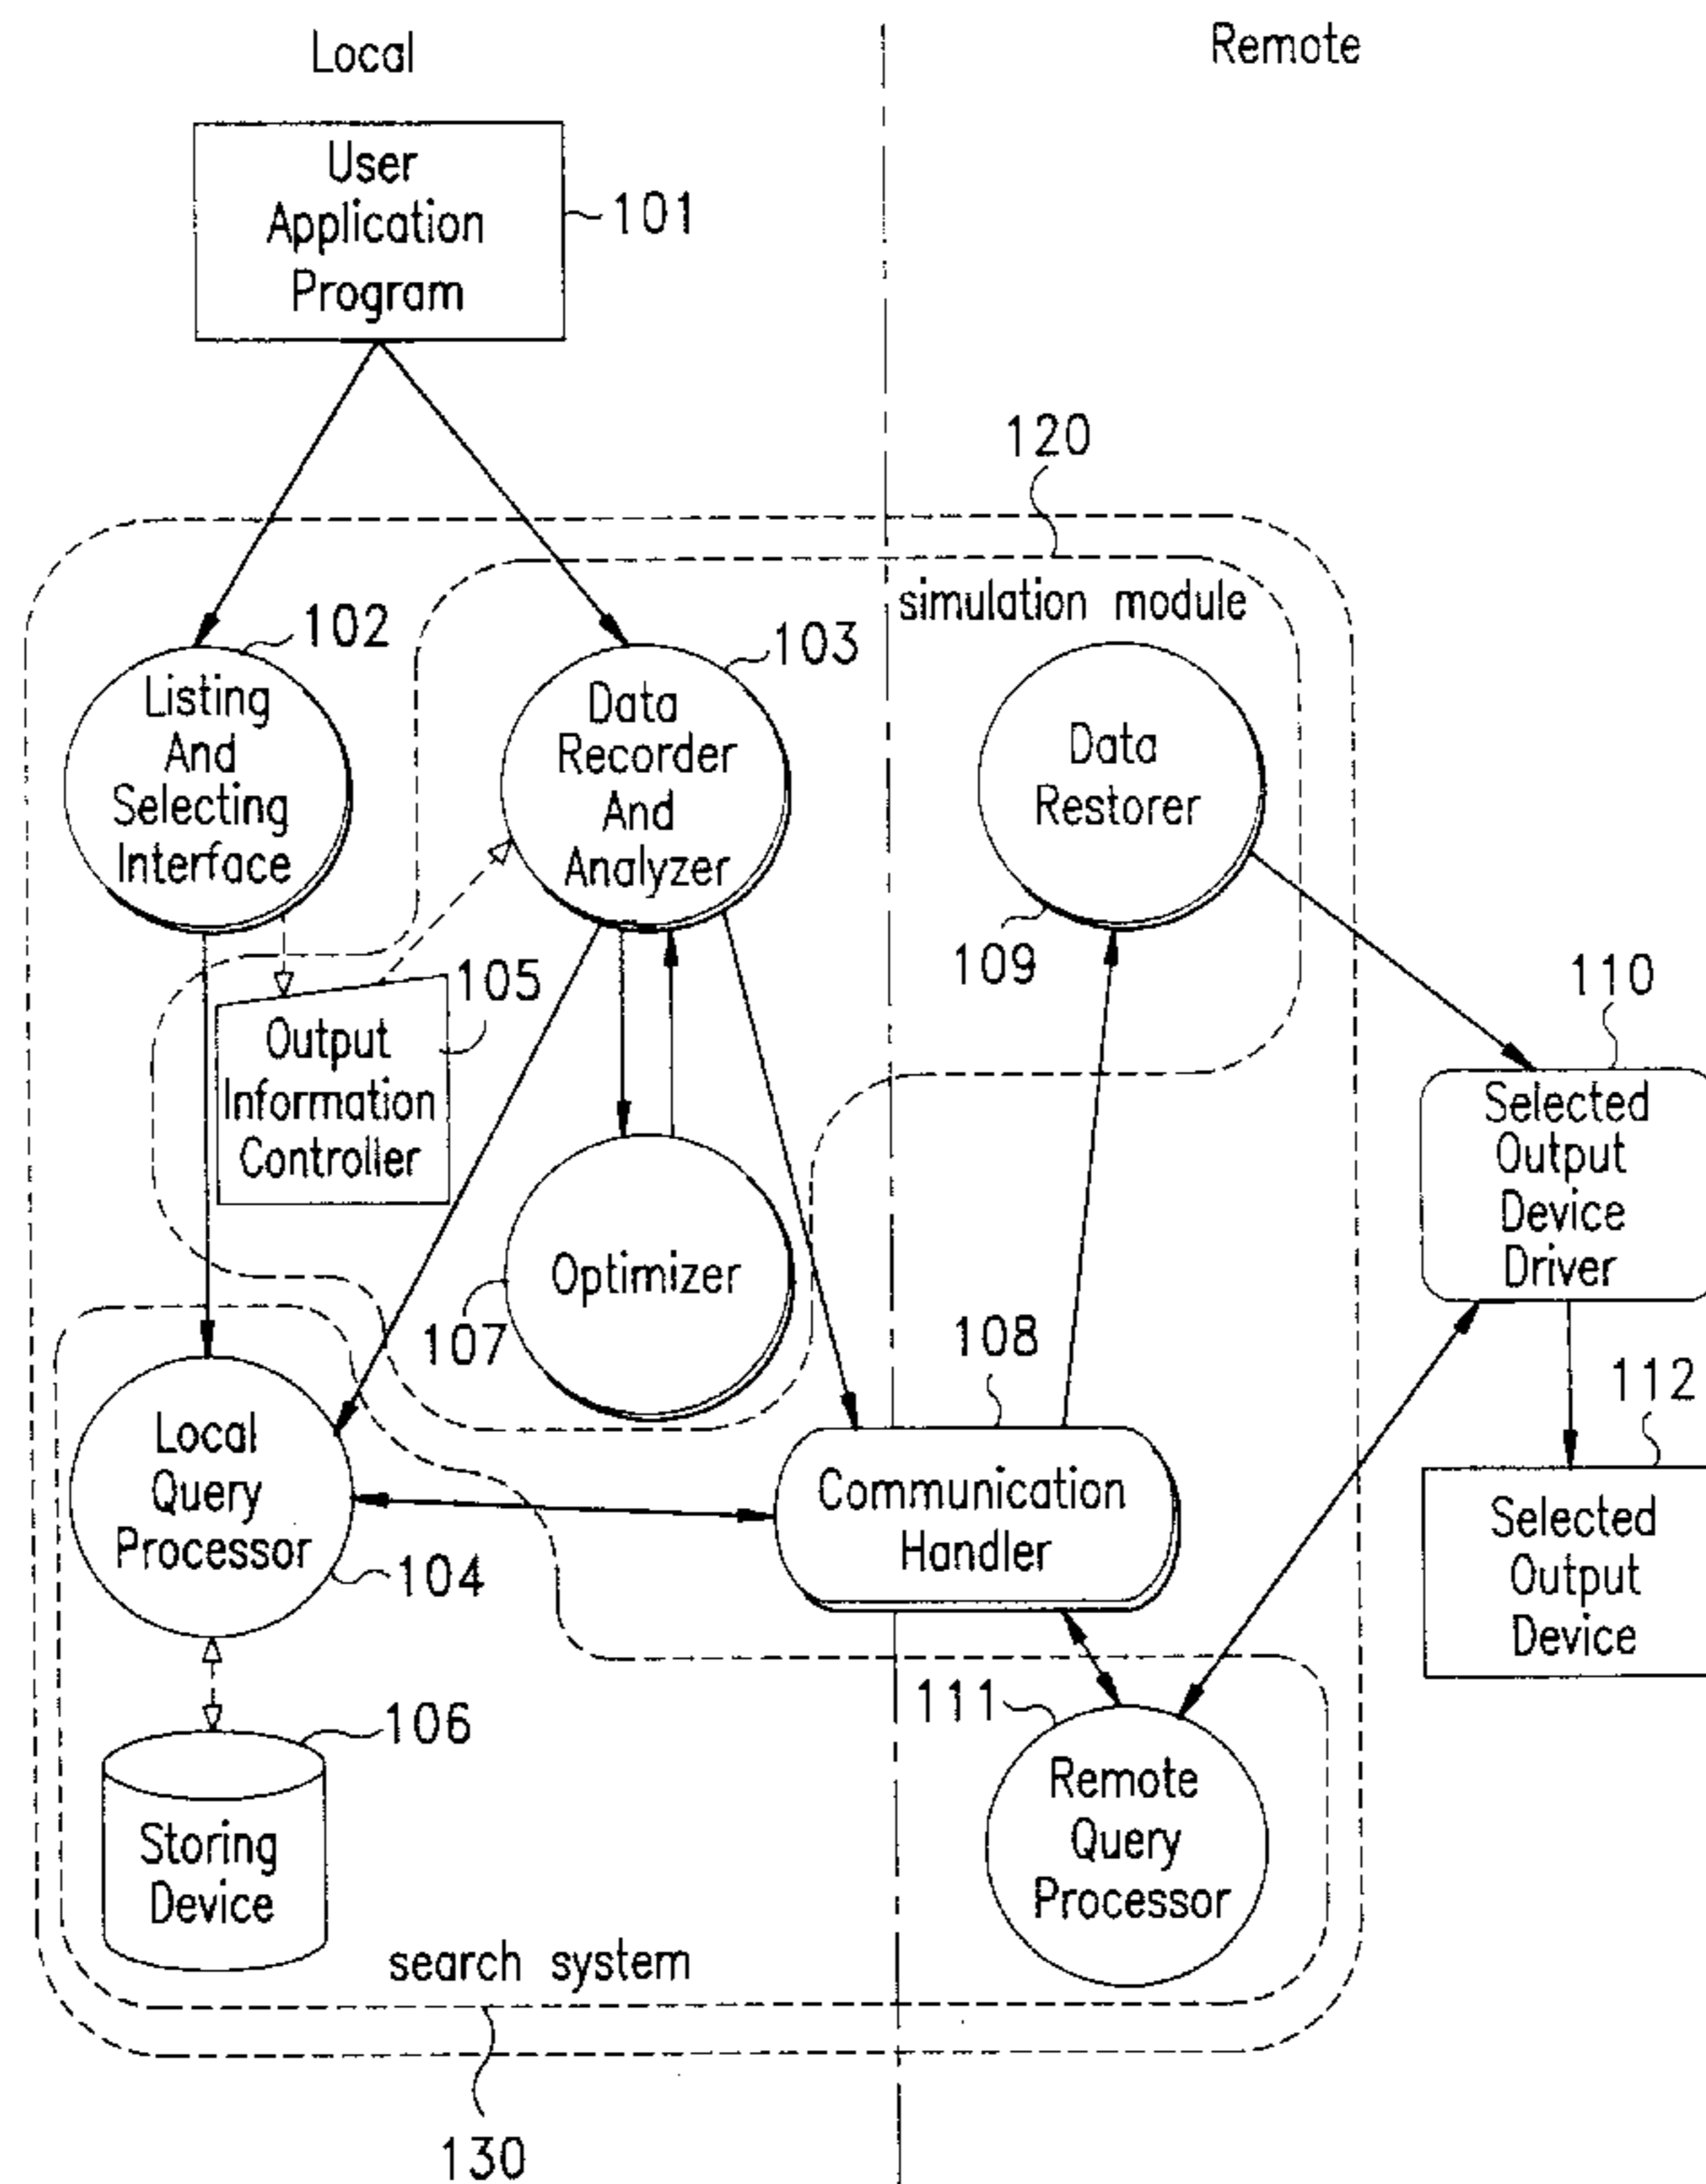 Local
Remote
User
Application
Program
101
120
simulation module
102
Listing
And
Selecting
Interface
103
Data
Recorder
And
Analyzer
Data
Restorer
109
105
Output
Information
Controller
110
Selected
Output
Device
Driver
Optimizer
107
108
Communication
Handler
112
Selected
Output
Device
Local
Query
Processor
104
106
Storing
Device
111
Remote
Query
Processor
search system
130